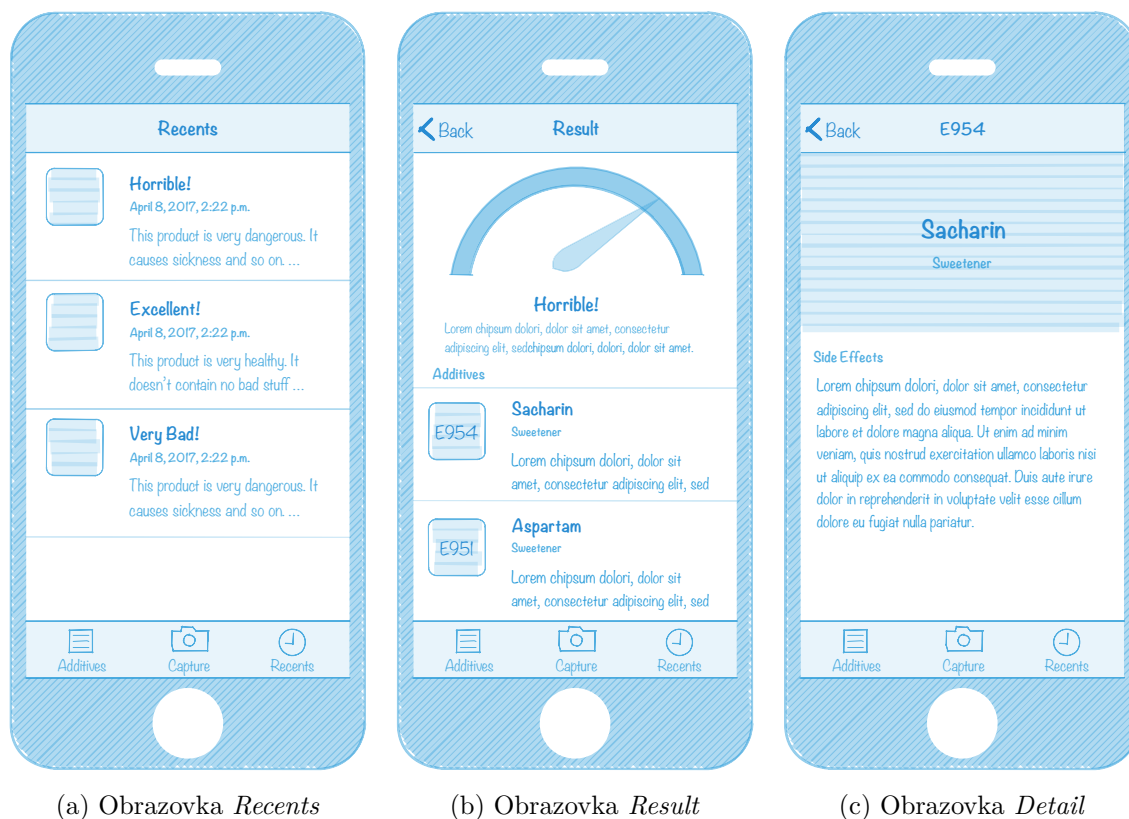 Recents
Horrible!
April 8, 2017, 2:22 p.m.
This product is very dangerous. It
causes sickness and so on. ...
Excellent!
April 8, 2017, 2:22 p.m.
This product is very healthy. It
doesn't contain no bad stuff ...
Very Bad!
April 8, 2017, 2:22 p.m.
This product is very dangerous. It
causes sickness and so on. ...
Additives
Capture
Recents
(a) Obrazovka Recents
Back
Result
Horrible!
Lorem chipsum dolori, dolor sit amet, consectetur
adipiscing elit, sedchipsum dolori, dolori, dolor sit amet.
Additives
E954
Sacharin
Sweetener
Lorem chipsum dolori, dolor sit
amet, consectetur adipiscing elit, sed
E951
Aspartam
Sweetener
Lorem chipsum dolori, dolor sit
amet, consectetur adipiscing elit, sed
Additives
Capture
Recents
(b) Obrazovka Result
Back
E954
Sacharin
Sweetener
Side Effects
Lorem chipsum dolori, dolor sit amet, consectetur
adipiscing elit, sed do eiusmod tempor incididunt ut
labore et dolore magna aliqua. Ut enim ad minim
veniam, quis nostrud exercitation ullamco laboris nisi
ut aliquip ex ea commodo consequat. Duis aute irure
dolor in reprehenderit in voluptate velit esse cillum
dolore eu fugiat nulla pariatur.
Additives
Capture
Recents
(c) Obrazovka Detail